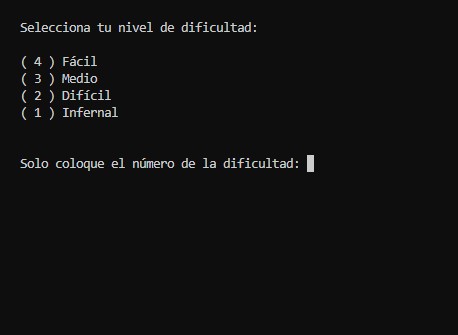 Selecciona tu nivel de dificultad:
( 4 ) Fácil
( 3 ) Medio
( 2 ) Difícil
( 1 ) Infernal
Solo coloque el número de la dificultad: